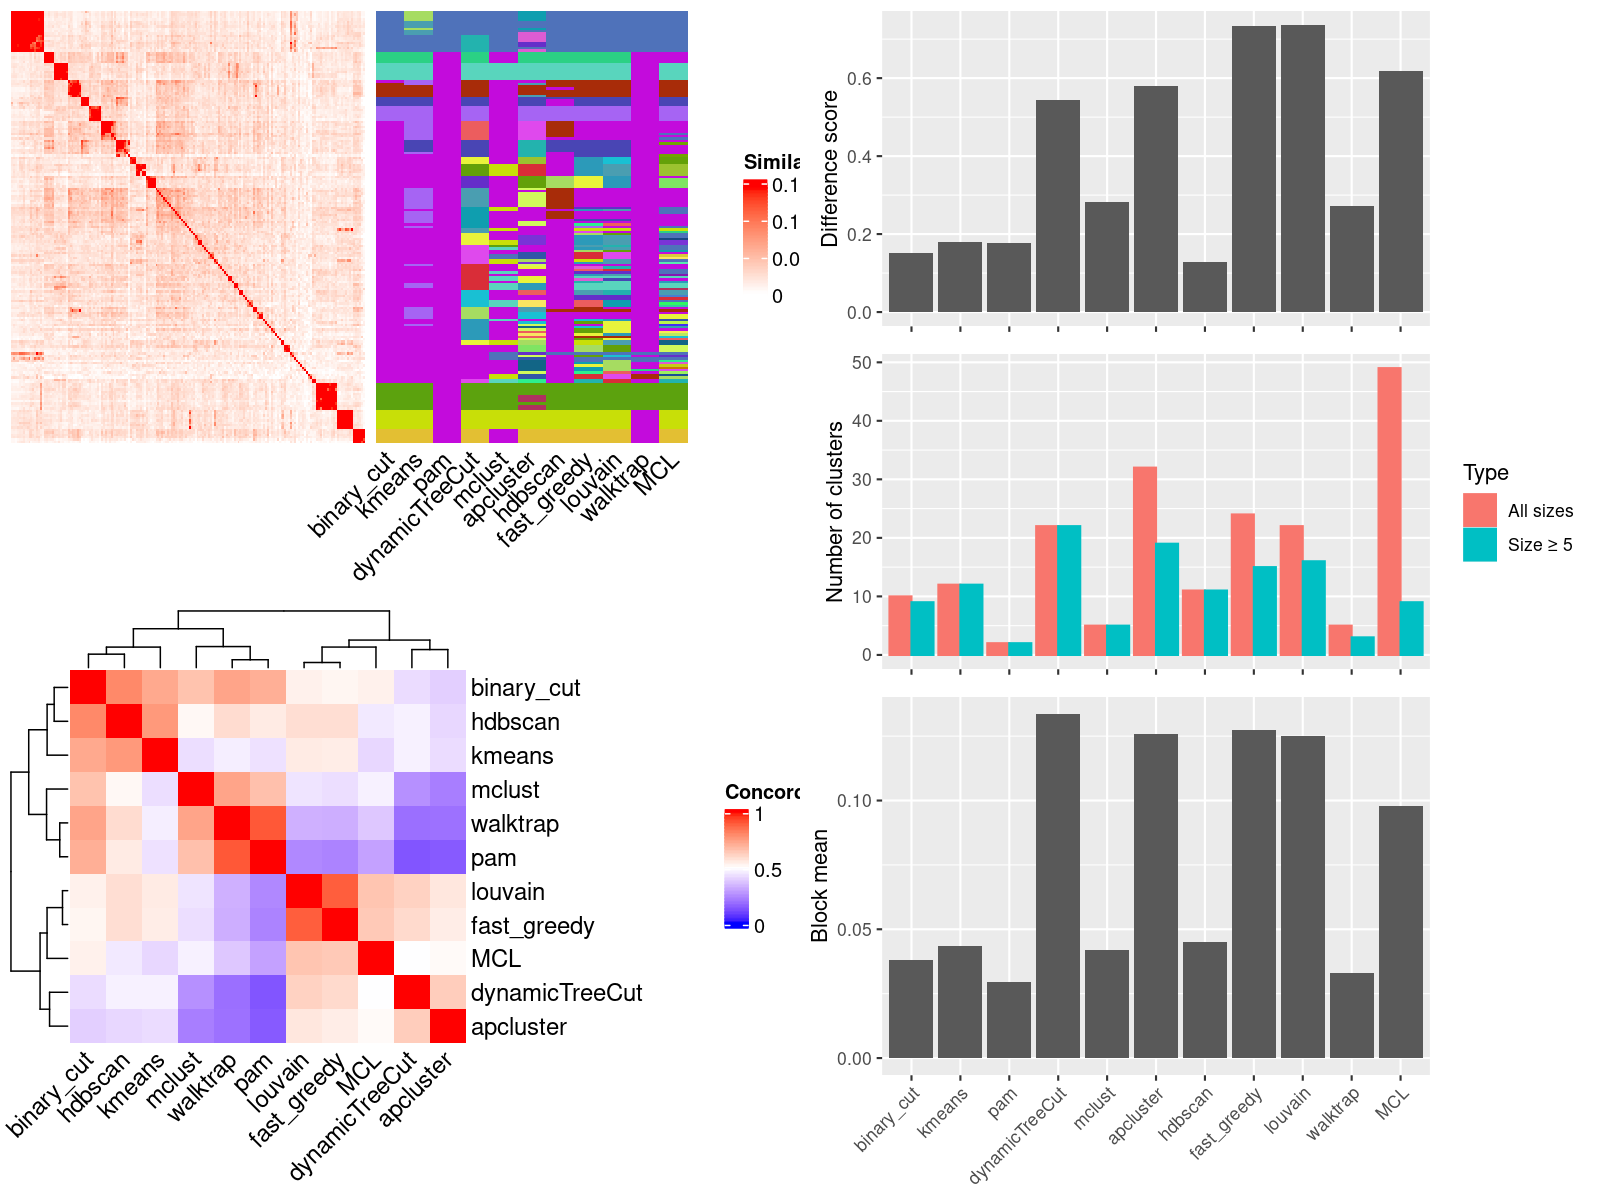 Simila
0.1
0.1
0.0
0
binary_cut
kmeans
pam
dynamicTreeCut
mclust
apcluster
hdbscan
fast_greedy
louvain
walktrap
MCL
binary_cut
hdbscan
kmeans
mclust
walktrap
pam
louvain
fast_greedy
MCL
dynamicTreeCut
apcluster
binary_cut
hdbscan
kmeans
mclust
walktrap
pam
louvain
fast_greedy
MCL
dynamicTreeCut
apcluster
Concord
1
0.5
0
Difference score
0.6
0.4
0.2
0.0
Number of clusters
50
40
30
20
10
0
Type
All sizes
Size ≥ 5
Block mean
0.10
0.05
0.00
binary_cut
kmeans
pam
dynamicTreeCut
mclust
apcluster
hdbscan
fast_greedy
louvain
walktrap
MCL